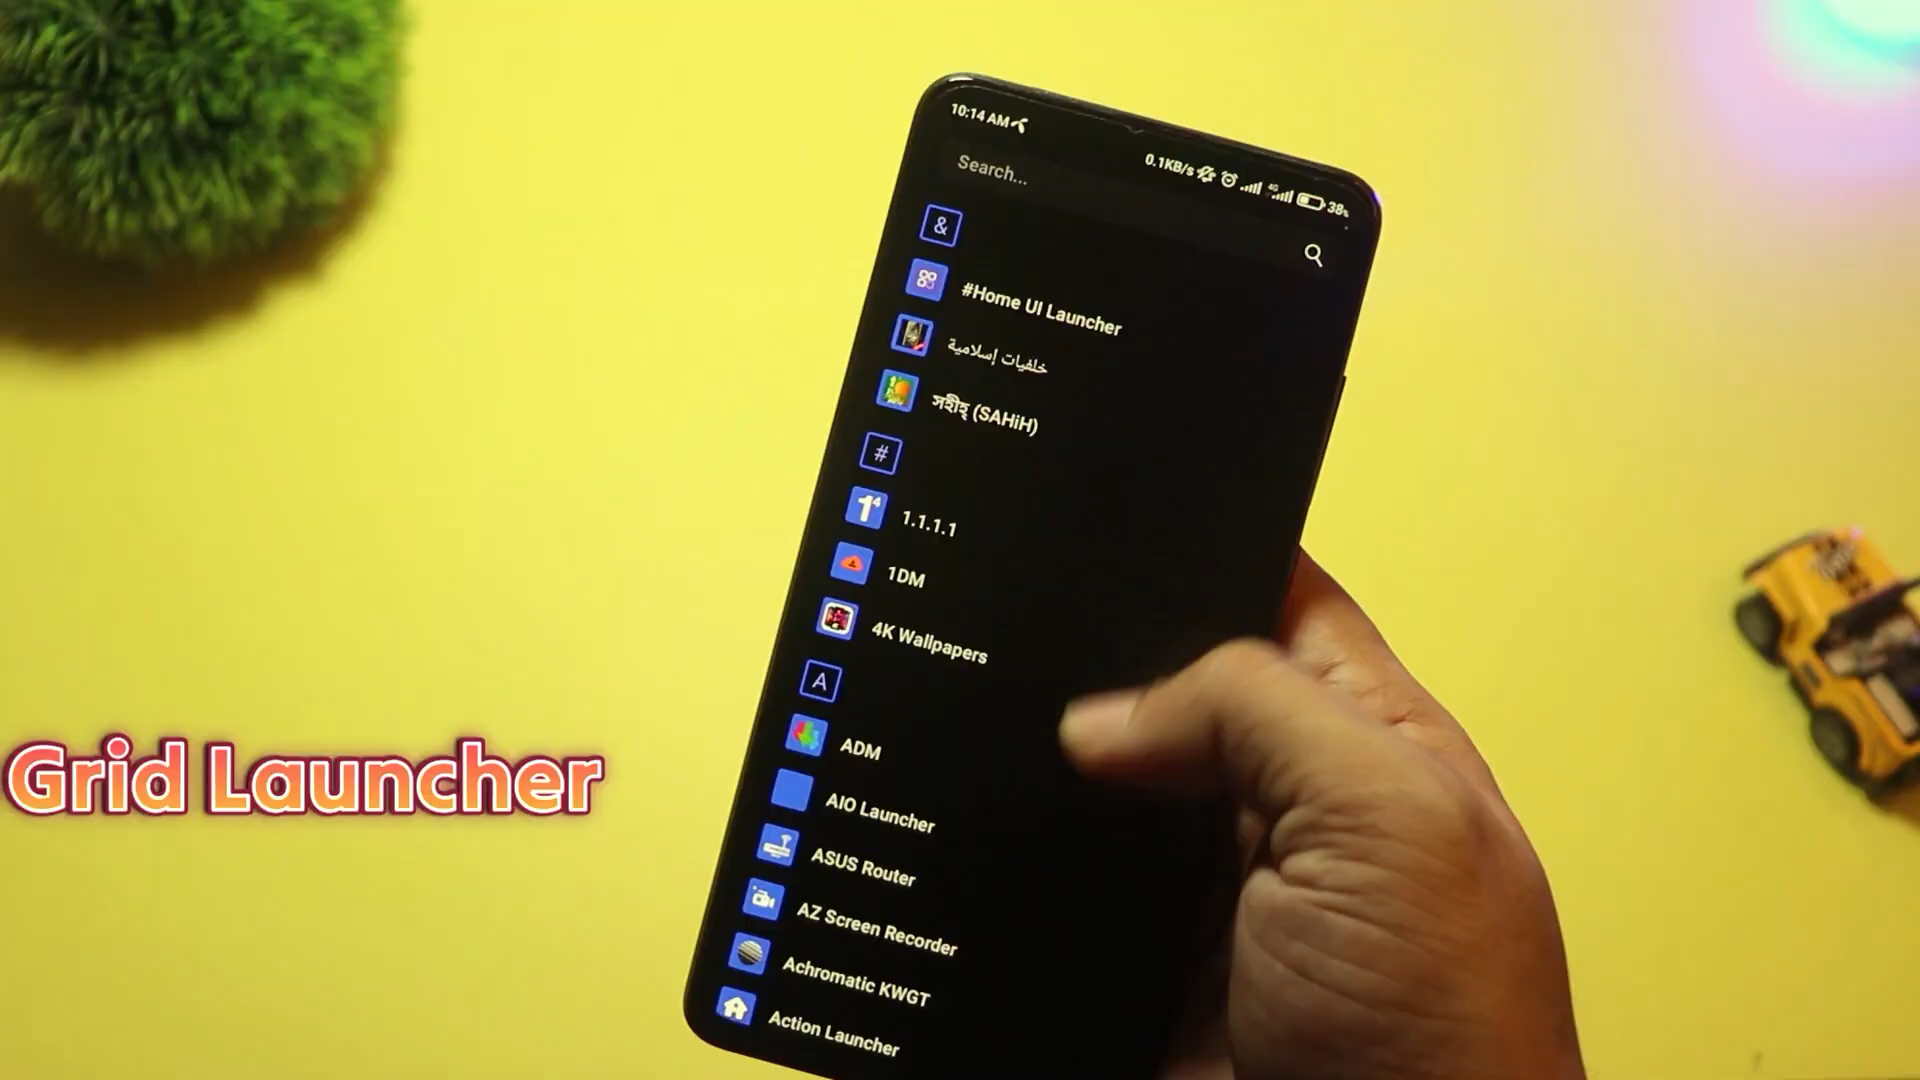 10:14 AM
0.1KB/s 4G 38%
Search...
&
#Home UI Launcher
خلفيات إسلامية
সহীহ্ (SAHiH)
#
1.1.1.1
1DM
4K Wallpapers
A
ADM
AIO Launcher
ASUS Router
AZ Screen Recorder
Achromatic KWGT
Action Launcher
Grid Launcher